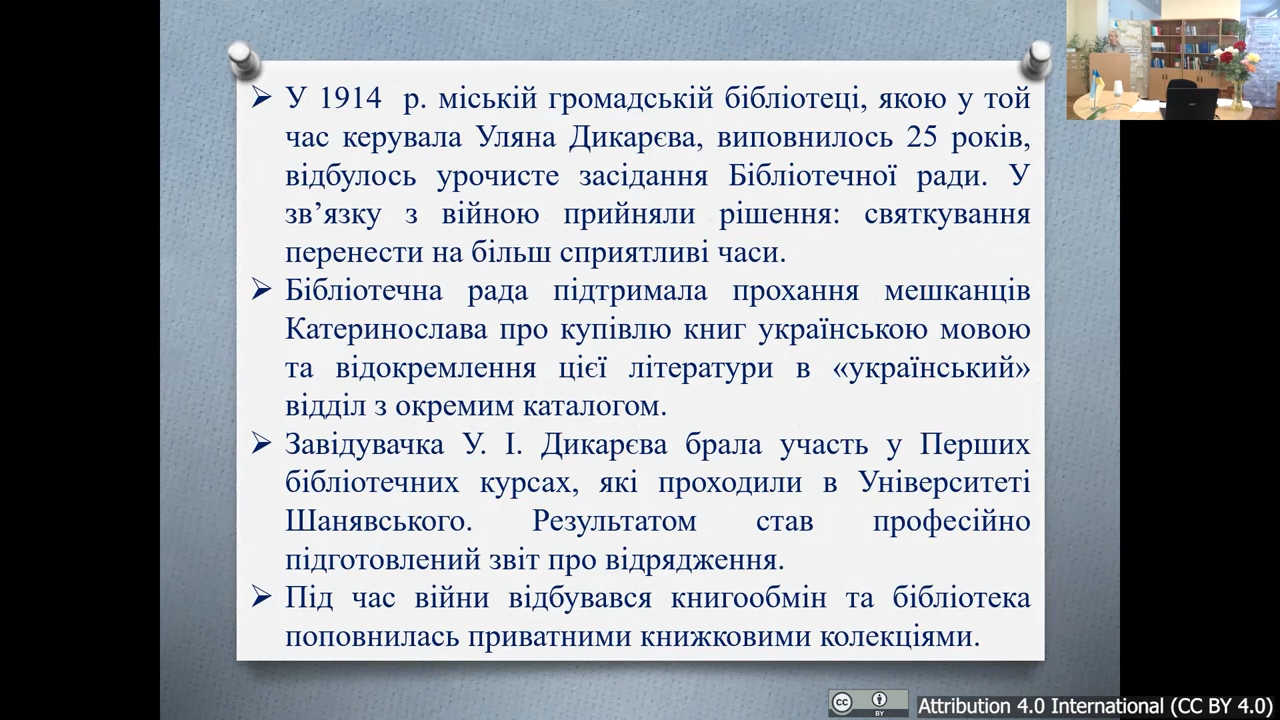 У 1914 р. міській громадській бібліотеці, якою у той
час керувала Уляна Дикарєва, виповнилось 25 років,
відбулось урочисте засідання Бібліотечної ради. У
зв’язку з війною прийняли рішення: святкування
перенести на більш сприятливі часи.
Бібліотечна рада підтримала прохання мешканців
Катеринослава про купівлю книг українською мовою
та відокремлення цієї літератури в «український»
відділ з окремим каталогом.
Завідувачка У. І. Дикарєва брала участь у Перших
бібліотечних курсах, які проходили в Університеті
Шанявського. Результатом став професійно
підготовлений звіт про відрядження.
Під час війни відбувався книгообмін та бібліотека
поповнилась приватними книжковими колекціями.
cc BY Attribution 4.0 International (CC BY 4.0)